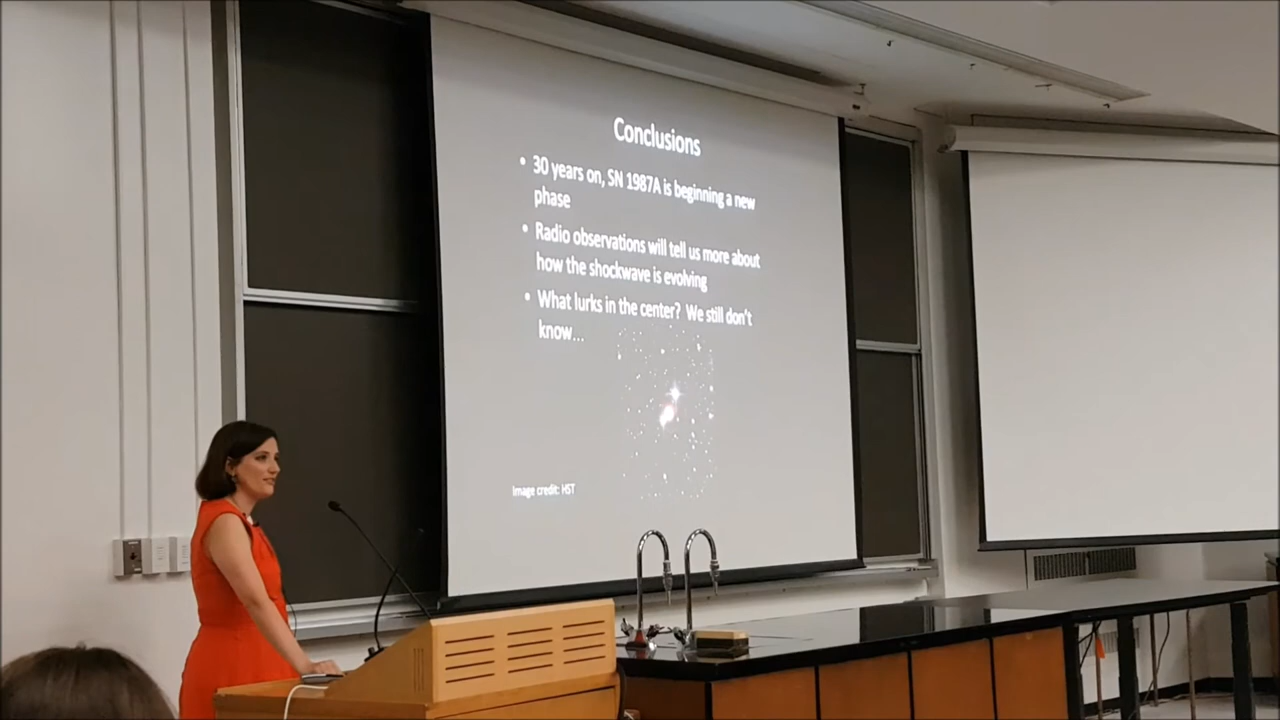 Conclusions
• 30 years on, SN 1987A is beginning a new
phase
• Radio observations will tell us more about
how the shockwave is evolving
• What lurks in the center? We still don't
know...
Image credit: HST